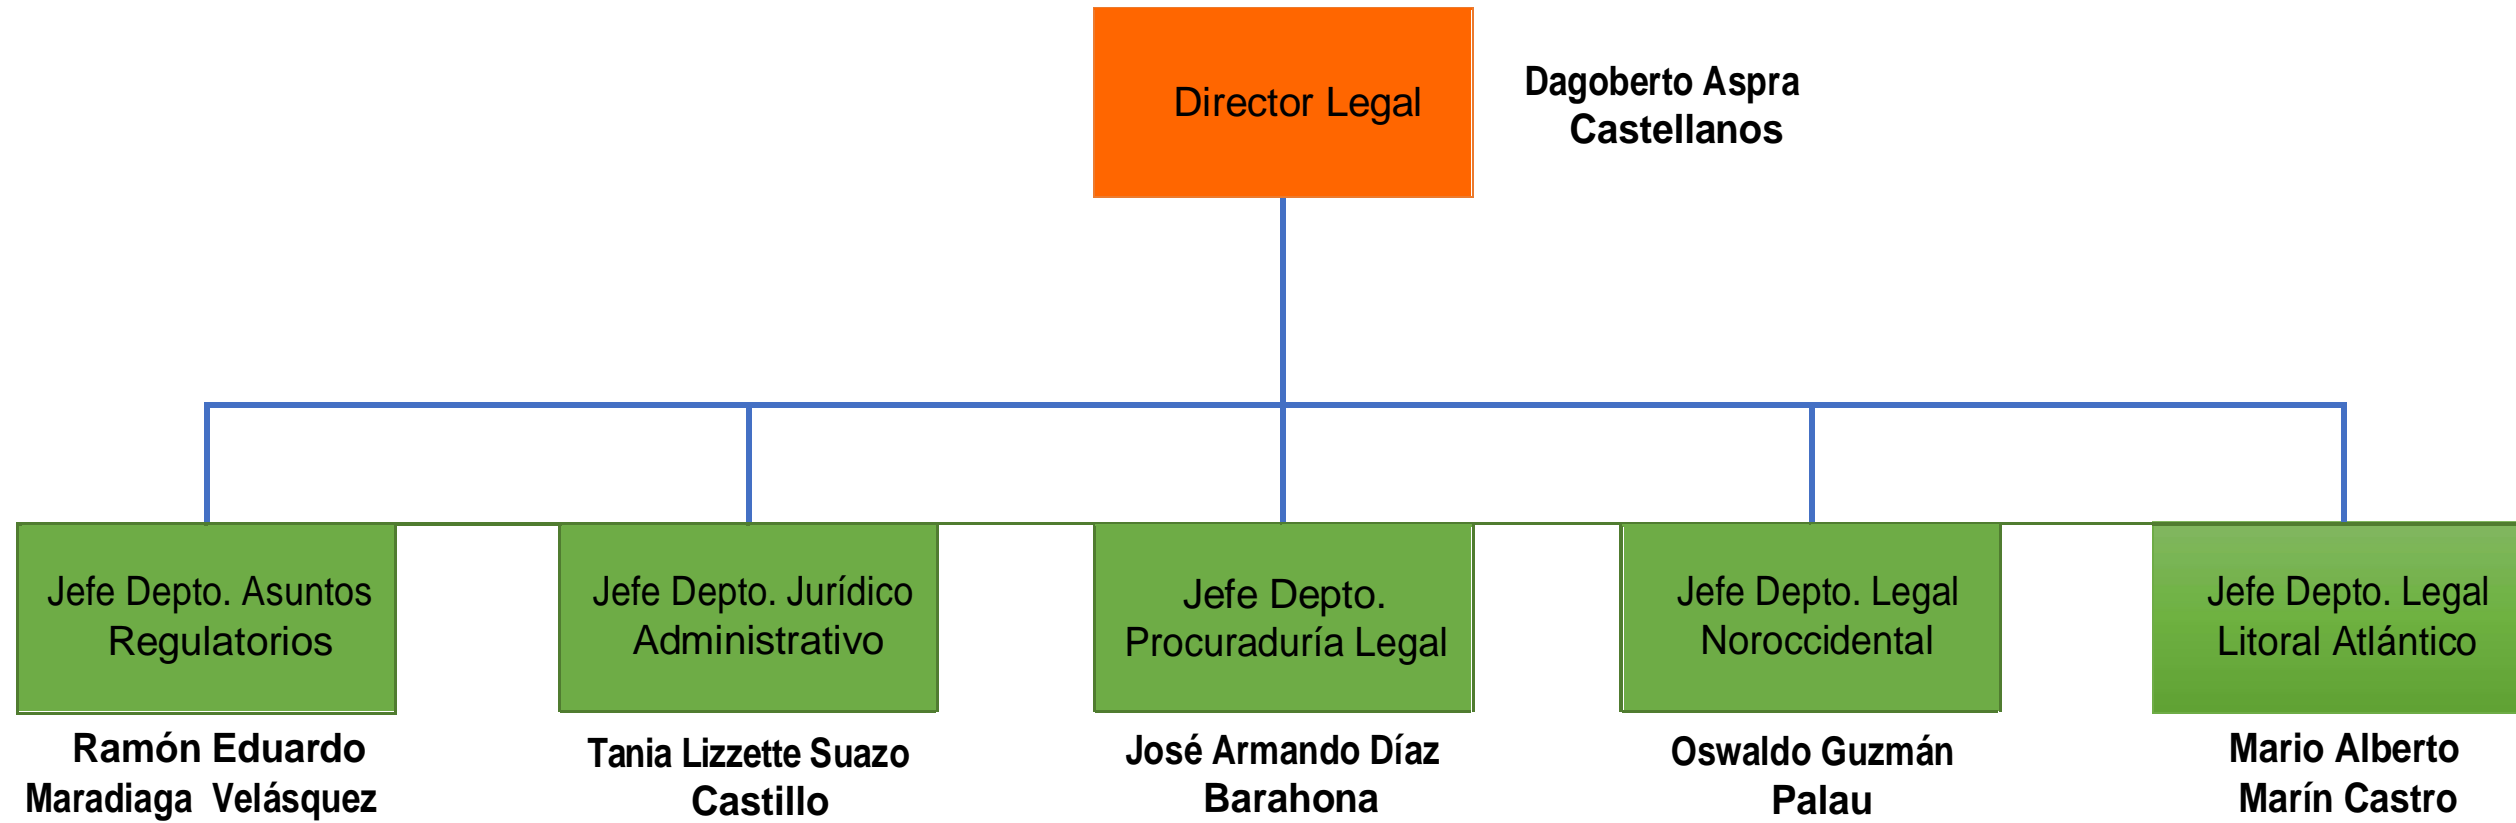 Director Legal
Dagoberto Aspra
Castellanos
Jefe Depto. Asuntos
Regulatorios
Jefe Depto. Jurídico
Administrativo
Jefe Depto.
Procuraduría Legal
Jefe Depto. Legal
Noroccidental
Jefe Depto. Legal
Litoral Atlántico
Ramón Eduardo
Maradiaga Velásquez
Tania Lizzette Suazo
Castillo
José Armando Díaz
Barahona
Oswaldo Guzmán
Palau
Mario Alberto
Marín Castro